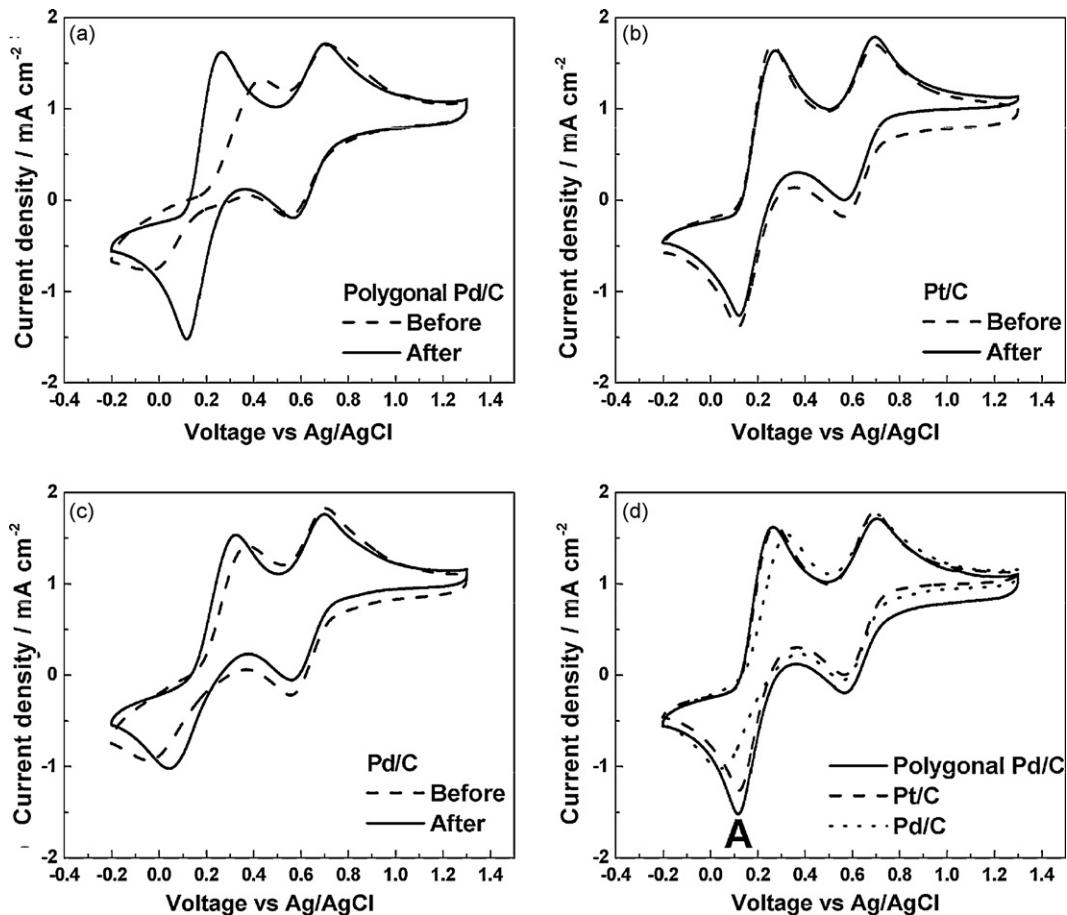 (a)
Current density / mA cm-2
2
1
0
-1
-2
Polygonal Pd/C
Before
After
-0.4 -0.2 0.0 0.2 0.4 0.6 0.8 1.0 1.2 1.4
Voltage vs Ag/AgCl
(b)
Current density / mA cm-2
2
1
0
-1
-2
Pt/C
Before
After
-0.4 -0.2 0.0 0.2 0.4 0.6 0.8 1.0 1.2 1.4
Voltage vs Ag/AgCl
(c)
Current density / mA cm-2
2
1
0
-1
-2
Pd/C
Before
After
-0.4 -0.2 0.0 0.2 0.4 0.6 0.8 1.0 1.2 1.4
Voltage vs Ag/AgCl
(d)
Current density / mA cm-2
2
1
0
-1
-2
Polygonal Pd/C
Pt/C
Pd/C
A
-0.4 -0.2 0.0 0.2 0.4 0.6 0.8 1.0 1.2 1.4
Voltage vs Ag/AgCl